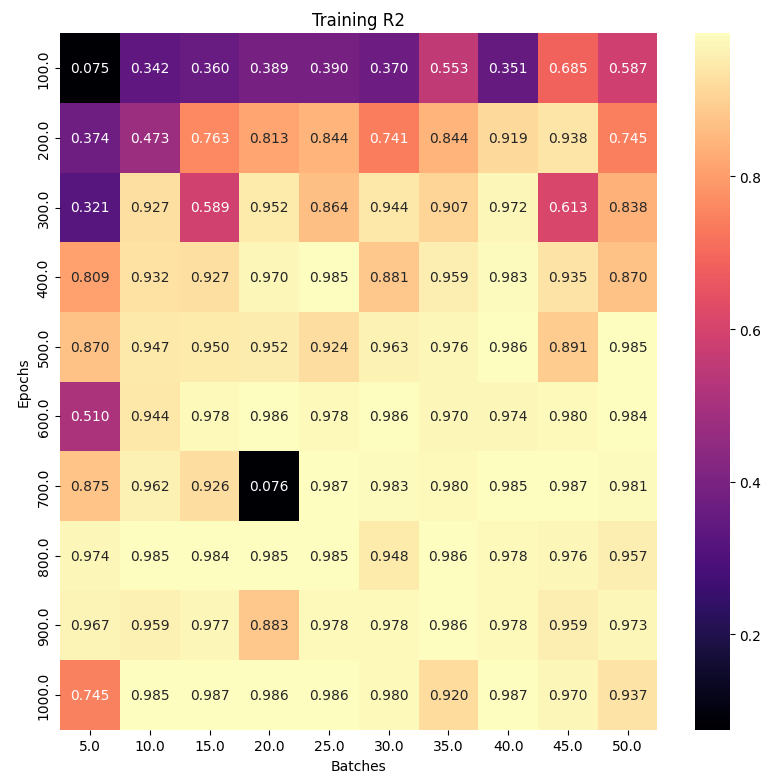 Training R2
100.0 0.075 0.342 0.360 0.389 0.390 0.370 0.553 0.351 0.685 0.587
200.0 0.374 0.473 0.763 0.813 0.844 0.741 0.844 0.919 0.938 0.745
300.0 0.321 0.927 0.589 0.952 0.864 0.944 0.907 0.972 0.613 0.838
400.0 0.809 0.932 0.927 0.970 0.985 0.881 0.959 0.983 0.935 0.870
500.0 0.870 0.947 0.950 0.952 0.924 0.963 0.976 0.986 0.891 0.985
600.0 0.510 0.944 0.978 0.986 0.978 0.986 0.970 0.974 0.980 0.984
700.0 0.875 0.962 0.926 0.076 0.987 0.983 0.980 0.985 0.987 0.981
800.0 0.974 0.985 0.984 0.985 0.985 0.948 0.986 0.978 0.976 0.957
900.0 0.967 0.959 0.977 0.883 0.978 0.978 0.986 0.978 0.959 0.973
1000.0 0.745 0.985 0.987 0.986 0.986 0.980 0.920 0.987 0.970 0.937
5.0 10.0 15.0 20.0 25.0 30.0 35.0 40.0 45.0 50.0
Batches
Epochs
0.8
0.6
0.4
0.2